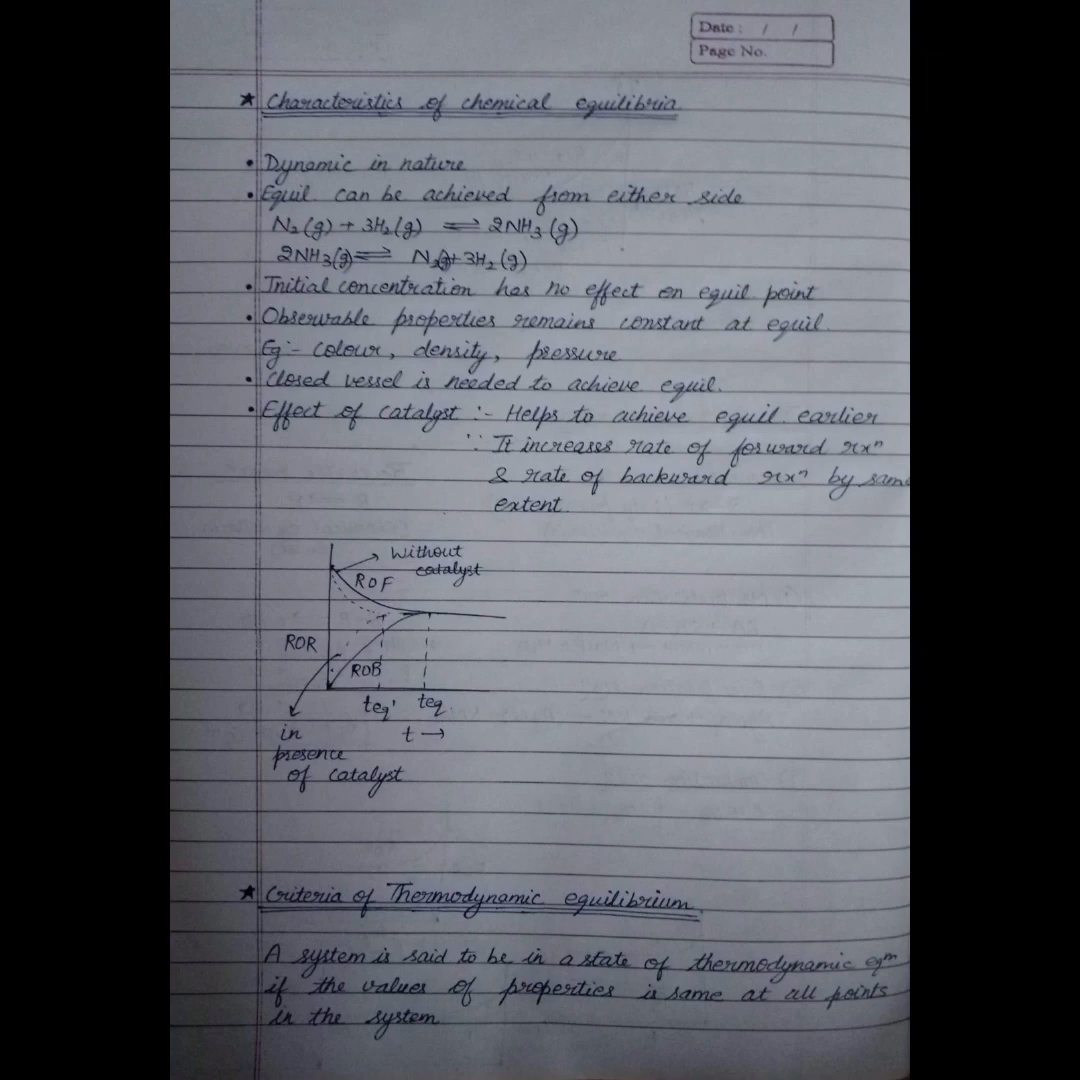 Date : / /
Page No.
★ Characteristics of chemical equilibria
• Dynamic in nature
• Equil. can be achieved from either side
N₂(g) + 3H₂(g) ⇌ 2NH₃(g)
2NH₃(g) ⇌ N₂(g) + 3H₂(g)
• Initial concentration has no effect on equil point
• Observable properties remains constant at equil.
Eg:- colour, density, pressure
• Closed vessel is needed to achieve equil.
• Effect of catalyst :- Helps to achieve equil. earlier
∵ It increases rate of forward rxⁿ
& rate of backward rxⁿ by same
extent.
Without
catalyst
ROF
ROR
ROB
teq' teq
t →
in
presence
of catalyst
★ Criteria of Thermodynamic equilibrium
A system is said to be in a state of thermodynamic eqᵐ
if the values of properties is same at all points
in the system